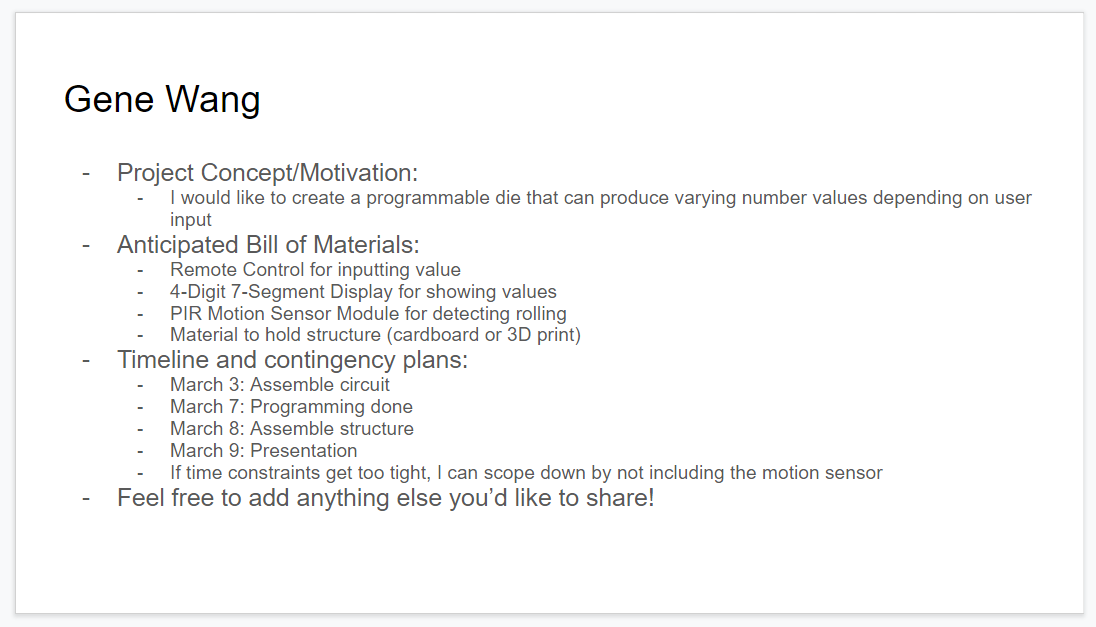 Gene Wang
- Project Concept/Motivation:
- I would like to create a programmable die that can produce varying number values depending on user
input
- Anticipated Bill of Materials:
- Remote Control for inputting value
- 4-Digit 7-Segment Display for showing values
- PIR Motion Sensor Module for detecting rolling
- Material to hold structure (cardboard or 3D print)
- Timeline and contingency plans:
- March 3: Assemble circuit
- March 7: Programming done
- March 8: Assemble structure
- March 9: Presentation
- If time constraints get too tight, I can scope down by not including the motion sensor
- Feel free to add anything else you’d like to share!